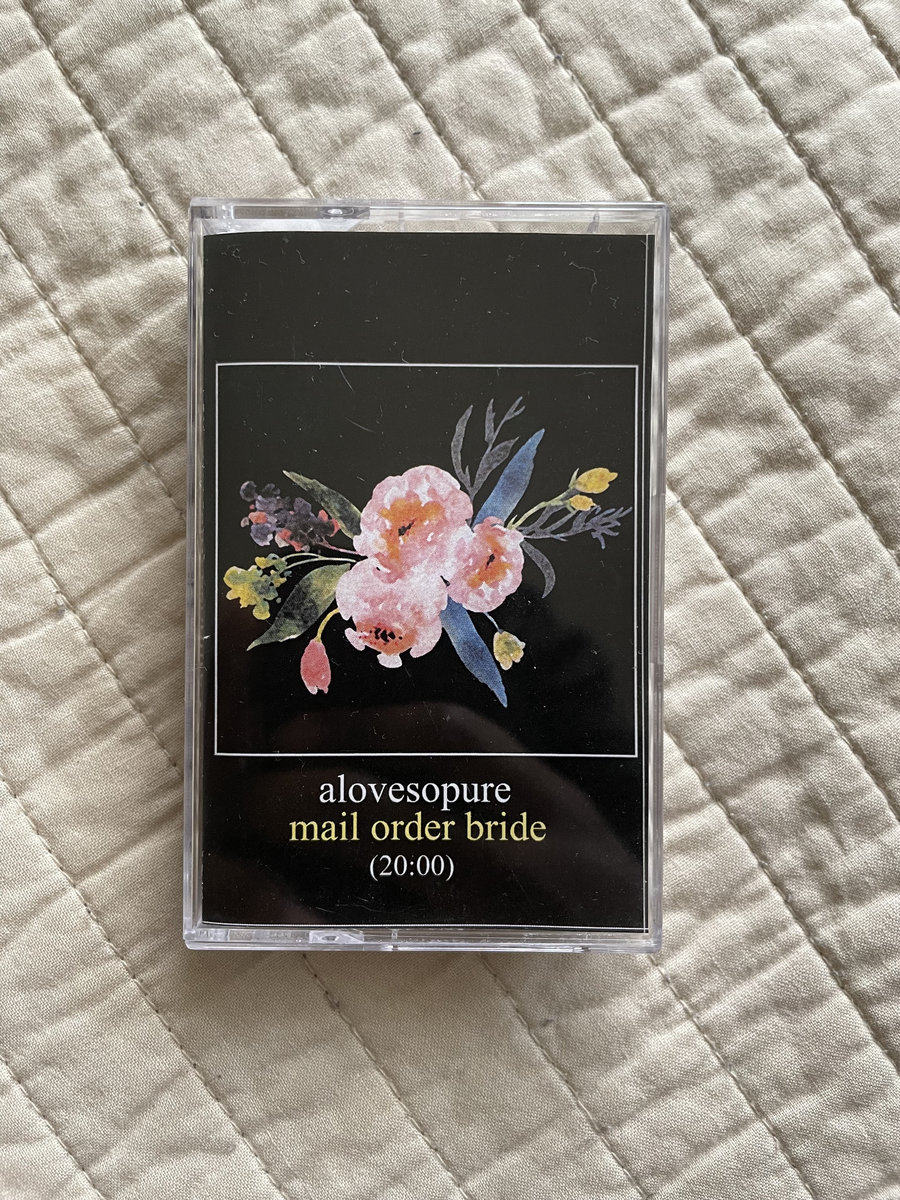 alovesopure
mail order bride
(20:00)